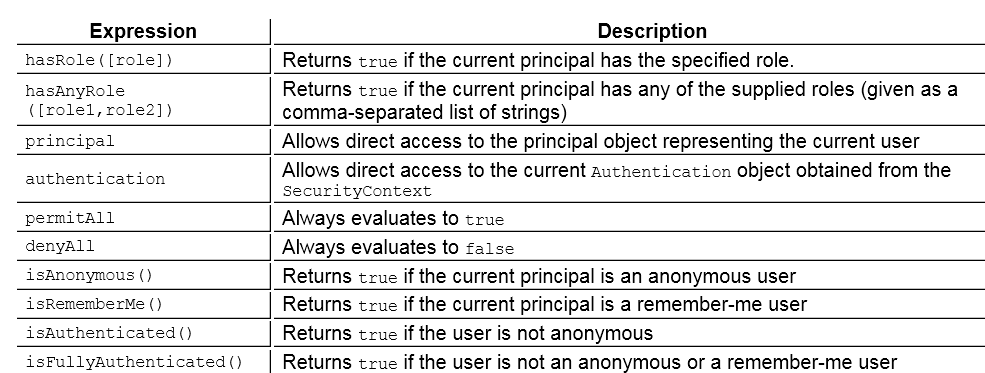 Expression Description
hasRole([role]) Returns true if the current principal has the specified role.
hasAnyRole Returns true if the current principal has any of the supplied roles (given as a
([role1,role2]) comma-separated list of strings)
principal Allows direct access to the principal object representing the current user
authentication Allows direct access to the current Authentication object obtained from the
SecurityContext
permitAll Always evaluates to true
denyAll Always evaluates to false
isAnonymous() Returns true if the current principal is an anonymous user
isRememberMe() Returns true if the current principal is a remember-me user
isAuthenticated() Returns true if the user is not anonymous
isFullyAuthenticated() Returns true if the user is not an anonymous or a remember-me user